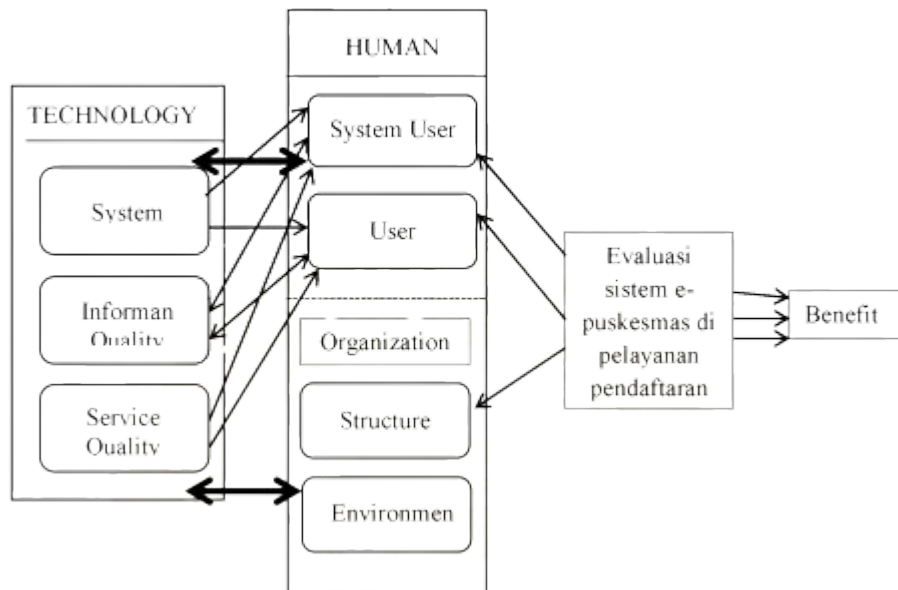 TECHNOLOGY
System
Informan
Quality
Service
Quality
HUMAN
System User
User
Organization
Structure
Environmen
Evaluasi
sistem e-
puskesmas di
pelayanan
pendaftaran
Benefit